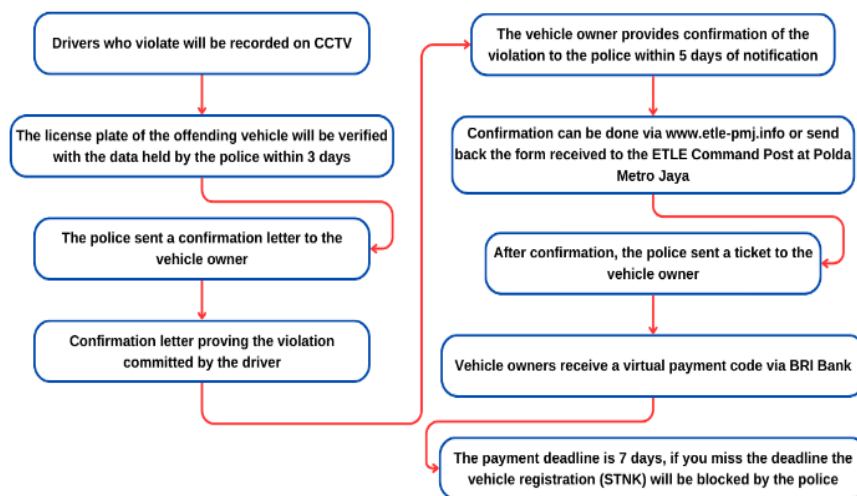 Drivers who violate will be recorded on CCTV
The license plate of the offending vehicle will be verified
with the data held by the police within 3 days
The police sent a confirmation letter to the
vehicle owner
Confirmation letter proving the violation
committed by the driver
The vehicle owner provides confirmation of the
violation to the police within 5 days of notification
Confirmation can be done via www.etle-pmj.info or send
back the form received to the ETLE Command Post at Polda
Metro Jaya
After confirmation, the police sent a ticket to the
vehicle owner
Vehicle owners receive a virtual payment code via BRI Bank
The payment deadline is 7 days, if you miss the deadline the
vehicle registration (STNK) will be blocked by the police